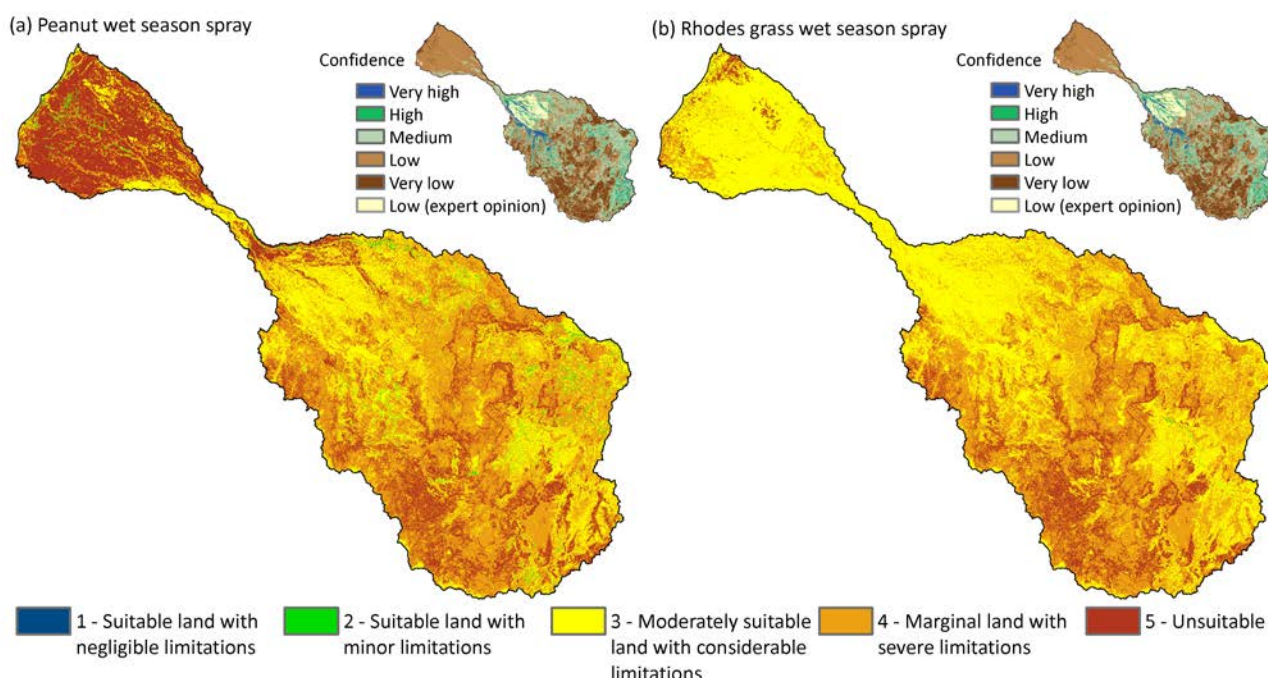 (a) Peanut wet season spray
Confidence
Very high
High
Medium
Low
Very low
Low (expert opinion)
(b) Rhodes grass wet season spray
Confidence
Very high
High
Medium
Low
Very low
Low (expert opinion)
1 - Suitable land with
negligible limitations
2 - Suitable land with
minor limitations
3 - Moderately suitable
land with considerable
limitations
4 - Marginal land with
severe limitations
5 - Unsuitable